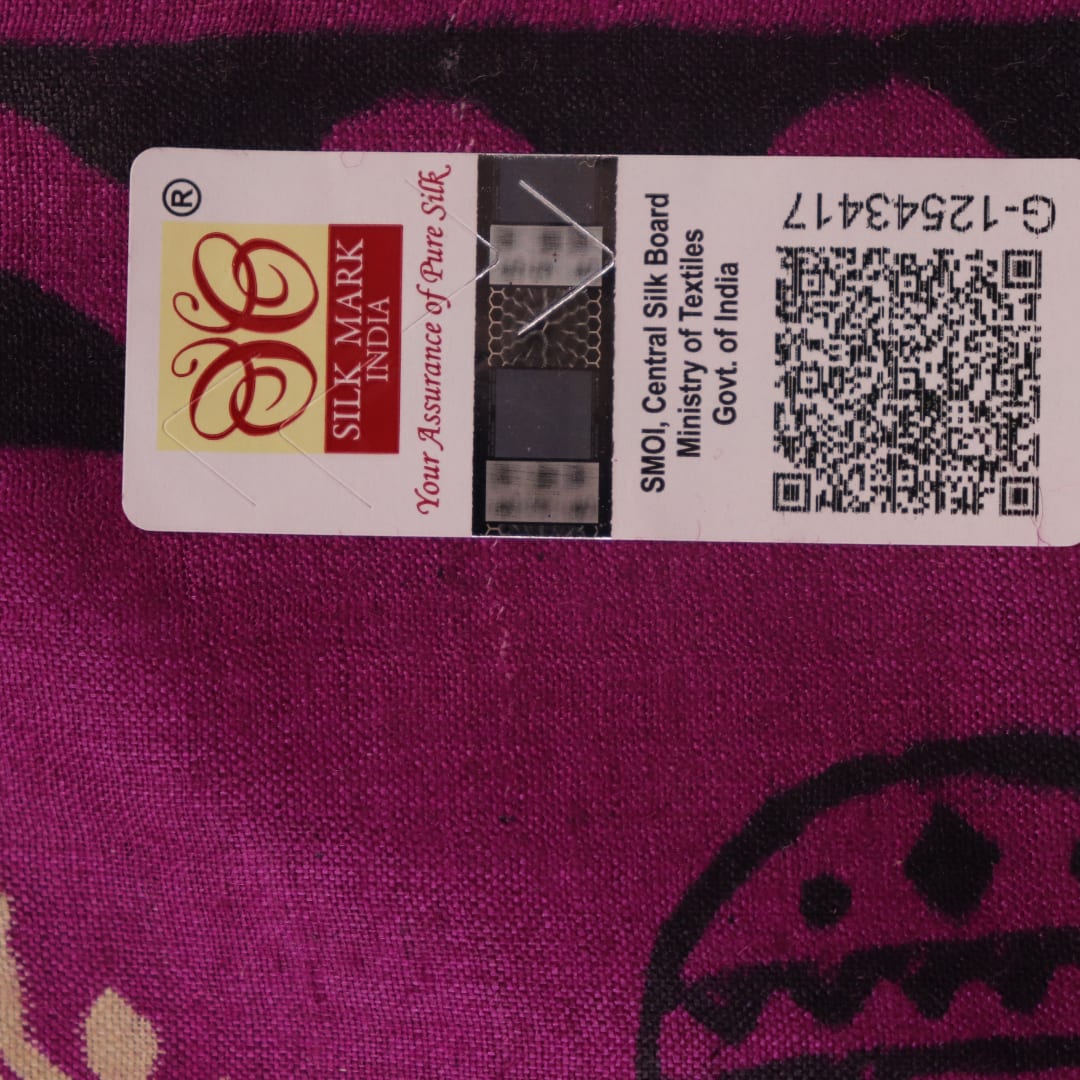 ®
SILK MARK
INDIA
Your Assurance of Pure Silk
SMOI, Central Silk Board
Ministry of Textiles
Govt. of India
G-12543417